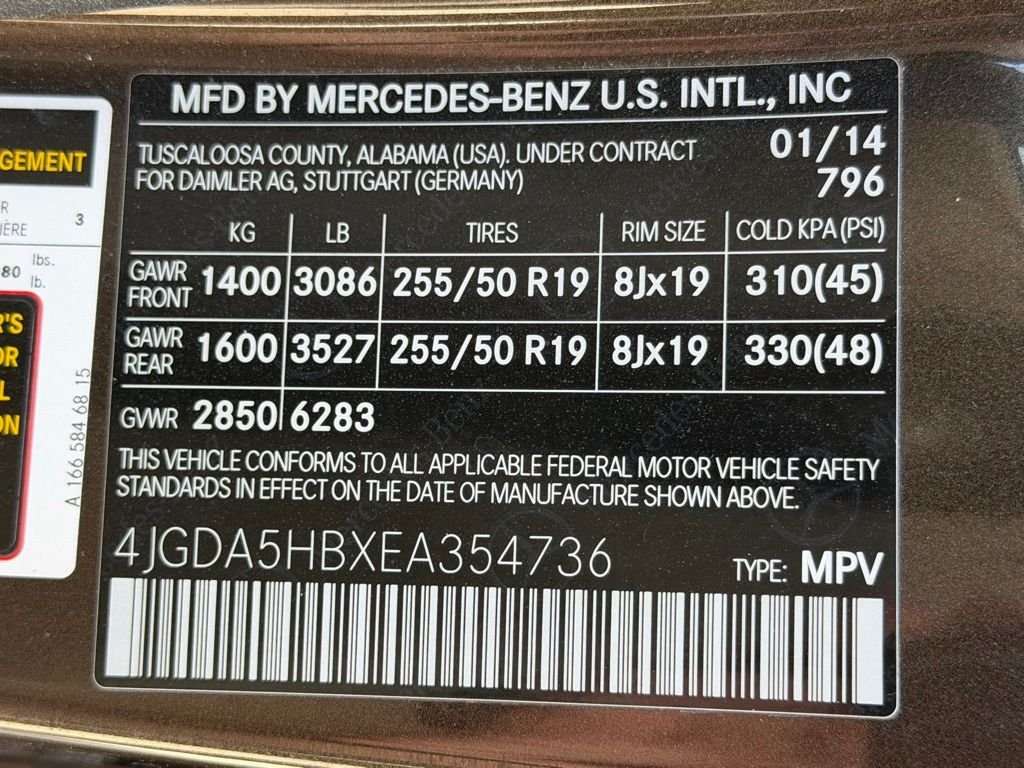 MFD BY MERCEDES-BENZ U.S. INTL., INC
TUSCALOOSA COUNTY, ALABAMA (USA). UNDER CONTRACT 01/14
FOR DAIMLER AG, STUTTGART (GERMANY) 796
KG LB TIRES RIM SIZE COLD KPA (PSI)
GAWR FRONT 1400 3086 255/50 R19 8Jx19 310(45)
GAWR REAR 1600 3527 255/50 R19 8Jx19 330(48)
GVWR 2850 6283
THIS VEHICLE CONFORMS TO ALL APPLICABLE FEDERAL MOTOR VEHICLE SAFETY
STANDARDS IN EFFECT ON THE DATE OF MANUFACTURE SHOWN ABOVE.
4JGDA5HBXEA354736 TYPE: MPV
GEMENT
R 3
IÈRE
80 lbs.
lb.
R'S
OR
L
ON
A 166 584 68 15